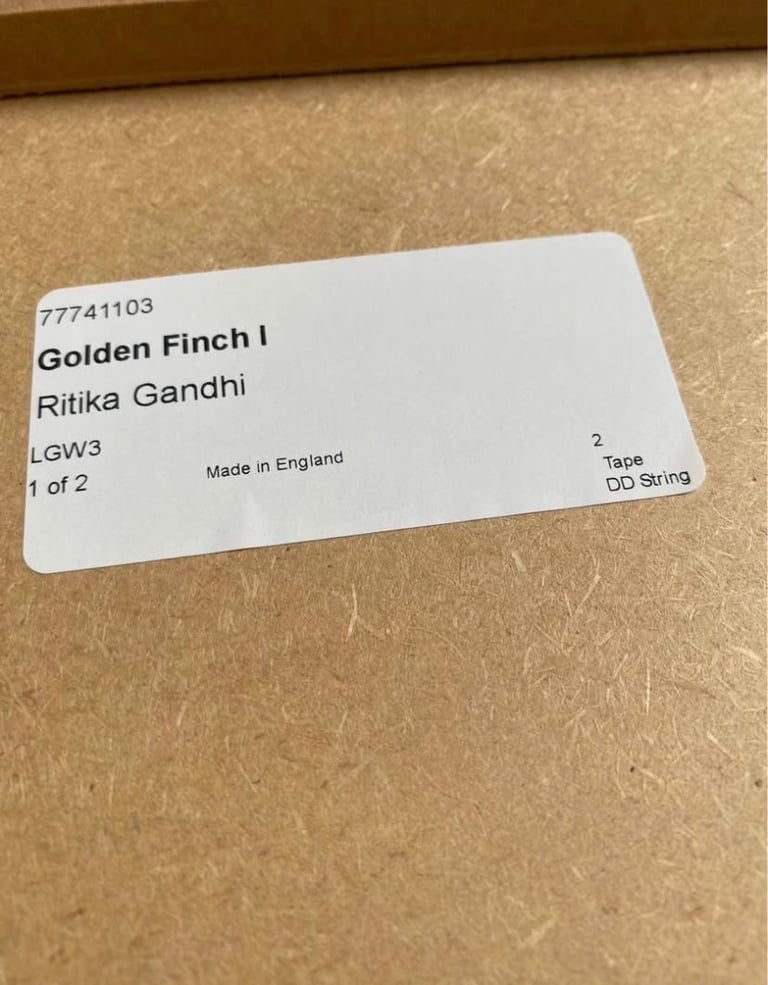 77741103
Golden Finch I
Ritika Gandhi
LGW3
1 of 2
Made in England
2
Tape
DD String